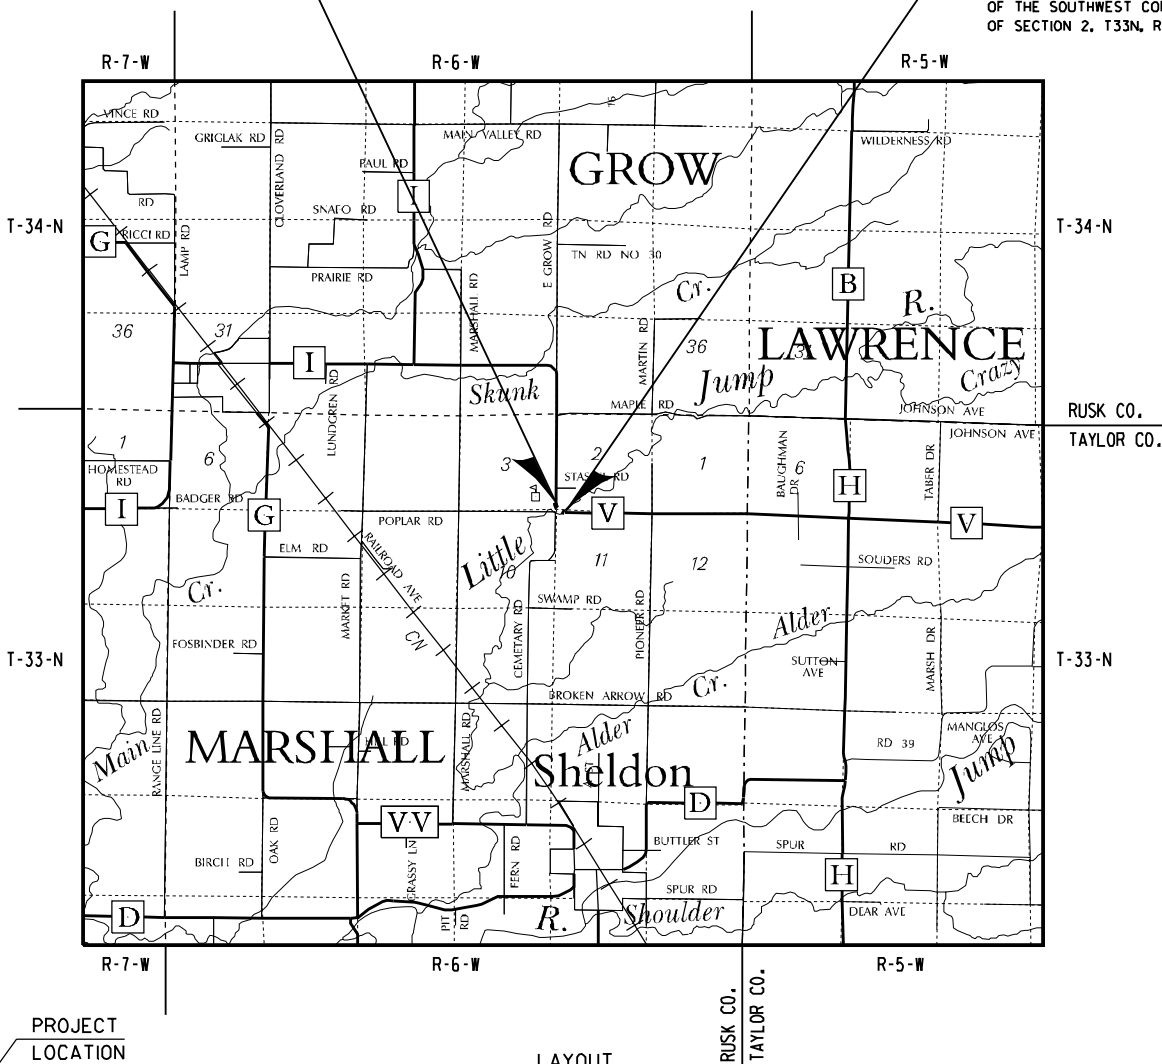 OF THE SOUTHWEST CO
OF SECTION 2, T33N, R
R-7-W
R-6-W
R-5-W
VINCE RD
GRIGLAK RD
CLOVERLAND RD
MAIN VALLEY RD
WILDERNESS RD
PAUL RD
GROW
I
SNAFO RD
RD
T-34-N
G
RICCI RD
LAMP RD
E GROW RD
TN RD NO 30
T-34-N
PRAIRIE RD
MARSHALL RD
Cr.
B
R.
36
31
I
MARTIN RD
36
LAWRENCE
Jump
Crazy
Skunk
LUNDGREN RD
MAPLE RD
JOHNSON AVE
RUSK CO.
TAYLOR CO.
JOHNSON AVE
1
6
3
2
1
BAUGHMAN
DR
6
TABER DR
HOMESTEAD
RD
H
I
BADGER RD
G
V
V
POPLAR RD
ELM RD
RAILROAD AVE
Little
10
11
12
SOUDERS RD
Cr.
MARKET RD
SWAMP RD
CEMETARY RD
PIONEER RD
Alder
CN
FOSBINDER RD
T-33-N
SUTTON
AVE
MARSH DR
T-33-N
BROKEN ARROW RD
Cr.
Main
RANGE LINE RD
MARSHALL
MARSHALL RD
Alder
RD 39
MANGLOS
AVE
Jump
Sheldon
D
VV
BEECH DR
OAK RD
BUTTLER ST
SPUR RD
BIRCH RD
GRASSY LN
FERN RD
H
SPUR RD
D
PIT
RD
R.
Shoulder
DEAR AVE
R-7-W
R-6-W
R-5-W
RUSK CO.
TAYLOR CO.
PROJECT
LOCATION
LAYOUT